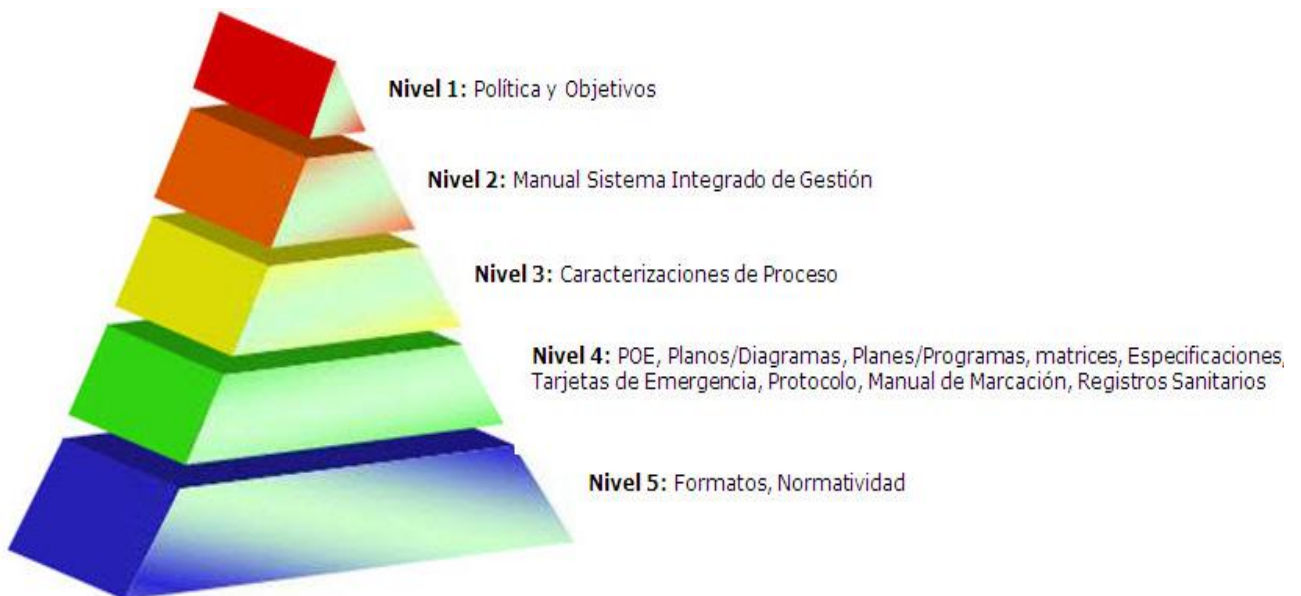 Nivel 1: Política y Objetivos
Nivel 2: Manual Sistema Integrado de Gestión
Nivel 3: Caracterizaciones de Proceso
Nivel 4: POE, Planos/Diagramas, Planes/Programas, matrices, Especificaciones,
Tarjetas de Emergencia, Protocolo, Manual de Marcación, Registros Sanitarios
Nivel 5: Formatos, Normatividad